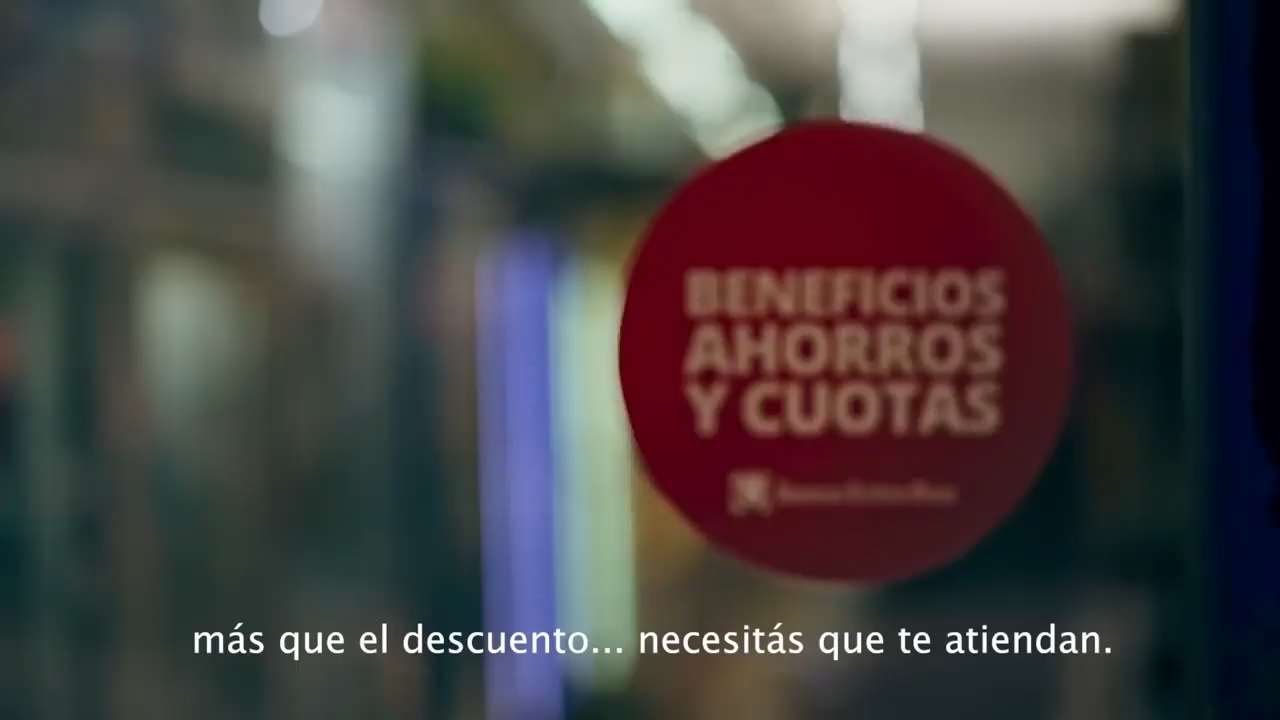 BENEFICIOS
AHORROS
Y CUOTAS
más que el descuento... necesitás que te atiendan.